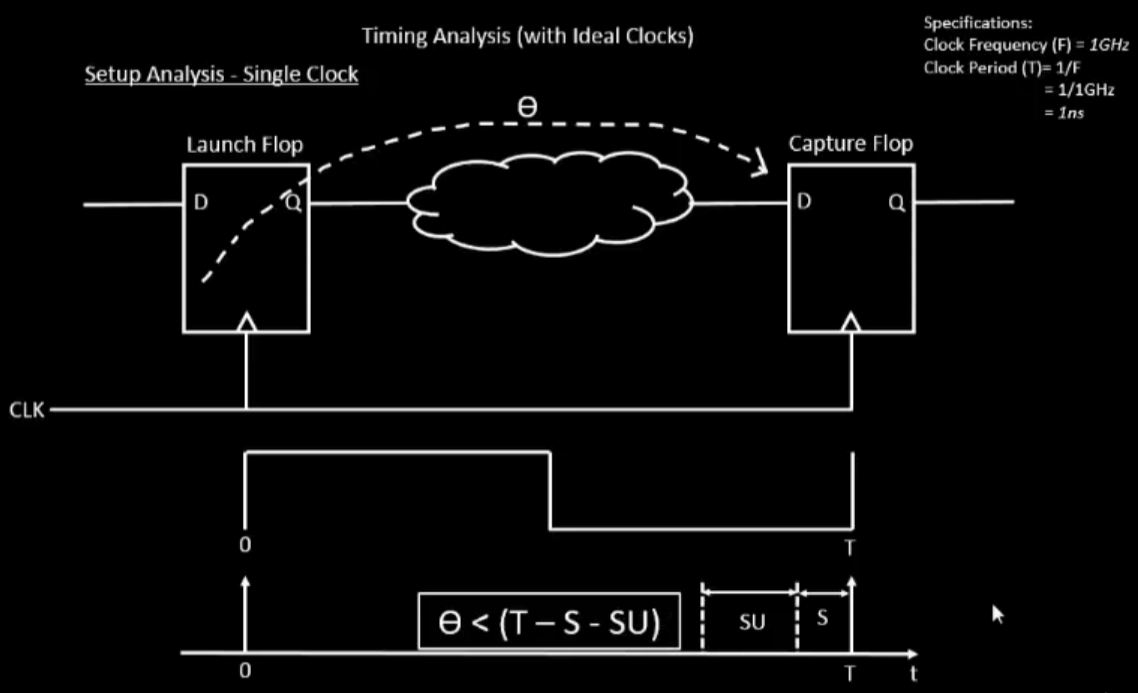 Timing Analysis (with Ideal Clocks)
Specifications:
Clock Frequency (F) = 1GHz
Clock Period (T)= 1/F
= 1/1GHz
= 1ns
Setup Analysis - Single Clock
Ɵ
Launch Flop
Capture Flop
D Q
D Q
CLK
0 T
Ɵ < (T – S - SU)
SU S
0 T t